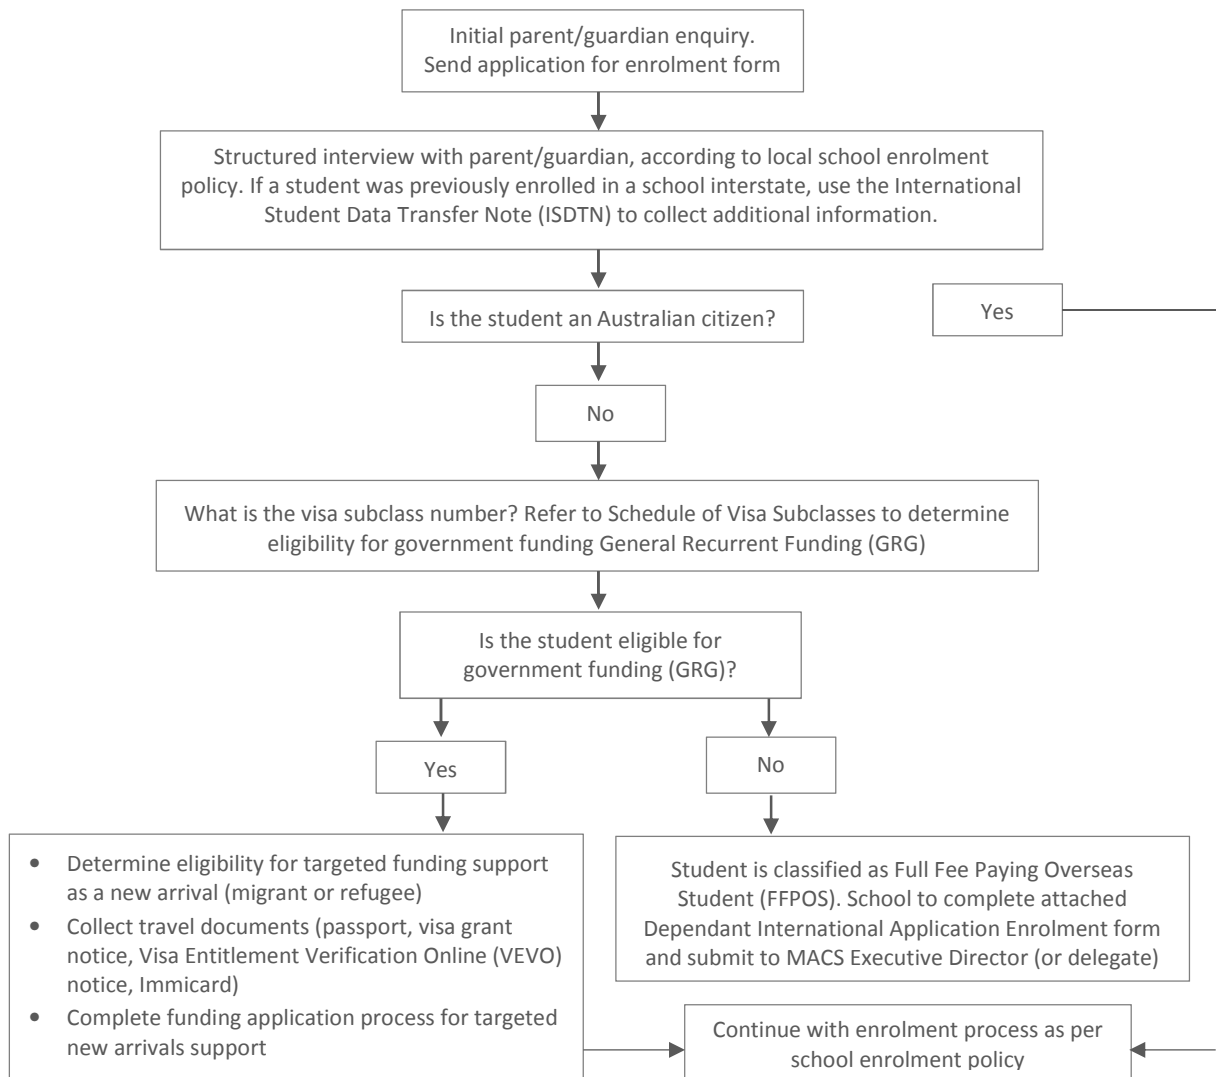 Initial parent/guardian enquiry.
Send application for enrolment form
Structured interview with parent/guardian, according to local school enrolment
policy. If a student was previously enrolled in a school interstate, use the International
Student Data Transfer Note (ISDTN) to collect additional information.
Is the student an Australian citizen?
Yes
No
What is the visa subclass number? Refer to Schedule of Visa Subclasses to determine
eligibility for government funding General Recurrent Funding (GRG)
Is the student eligible for
government funding (GRG)?
Yes
No
• Determine eligibility for targeted funding support
as a new arrival (migrant or refugee)
• Collect travel documents (passport, visa grant
notice, Visa Entitlement Verification Online (VEVO)
notice, Immicard)
• Complete funding application process for targeted
new arrivals support
Student is classified as Full Fee Paying Overseas
Student (FFPOS). School to complete attached
Dependant International Application Enrolment form
and submit to MACS Executive Director (or delegate)
Continue with enrolment process as per
school enrolment policy